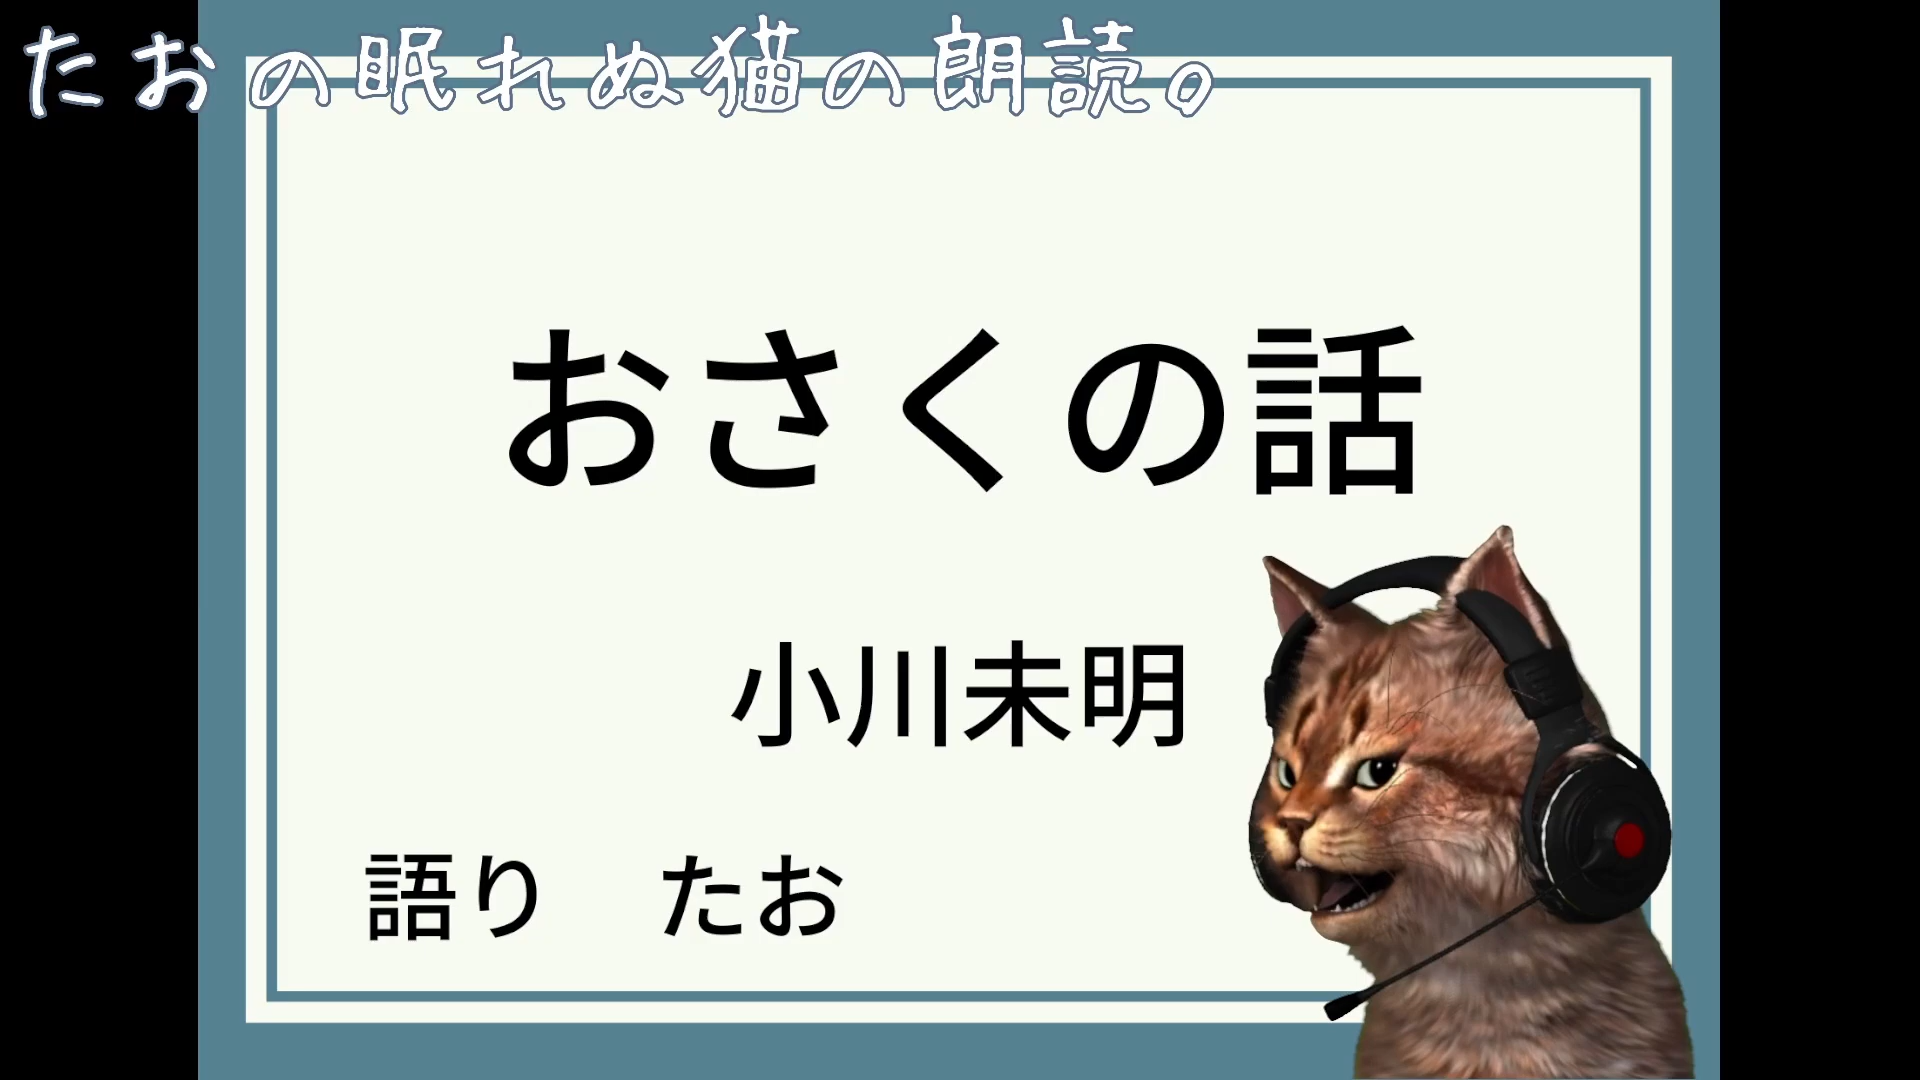 たおの眠れぬ猫の朗読。
おさくの話
小川未明
語り　たお